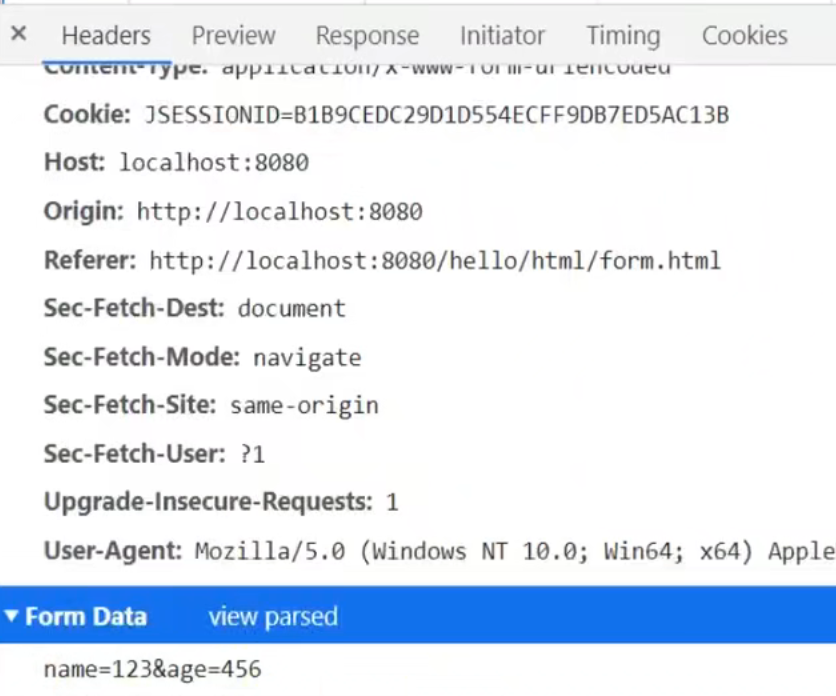 × Headers Preview Response Initiator Timing Cookies
Content-Type: application/x-www-form-urlencoded
Cookie: JSESSIONID=B1B9CEDC29D1D554ECFF9DB7ED5AC13B
Host: localhost:8080
Origin: http://localhost:8080
Referer: http://localhost:8080/hello/html/form.html
Sec-Fetch-Dest: document
Sec-Fetch-Mode: navigate
Sec-Fetch-Site: same-origin
Sec-Fetch-User: ?1
Upgrade-Insecure-Requests: 1
User-Agent: Mozilla/5.0 (Windows NT 10.0; Win64; x64) Apple
▼ Form Data view parsed
name=123&age=456